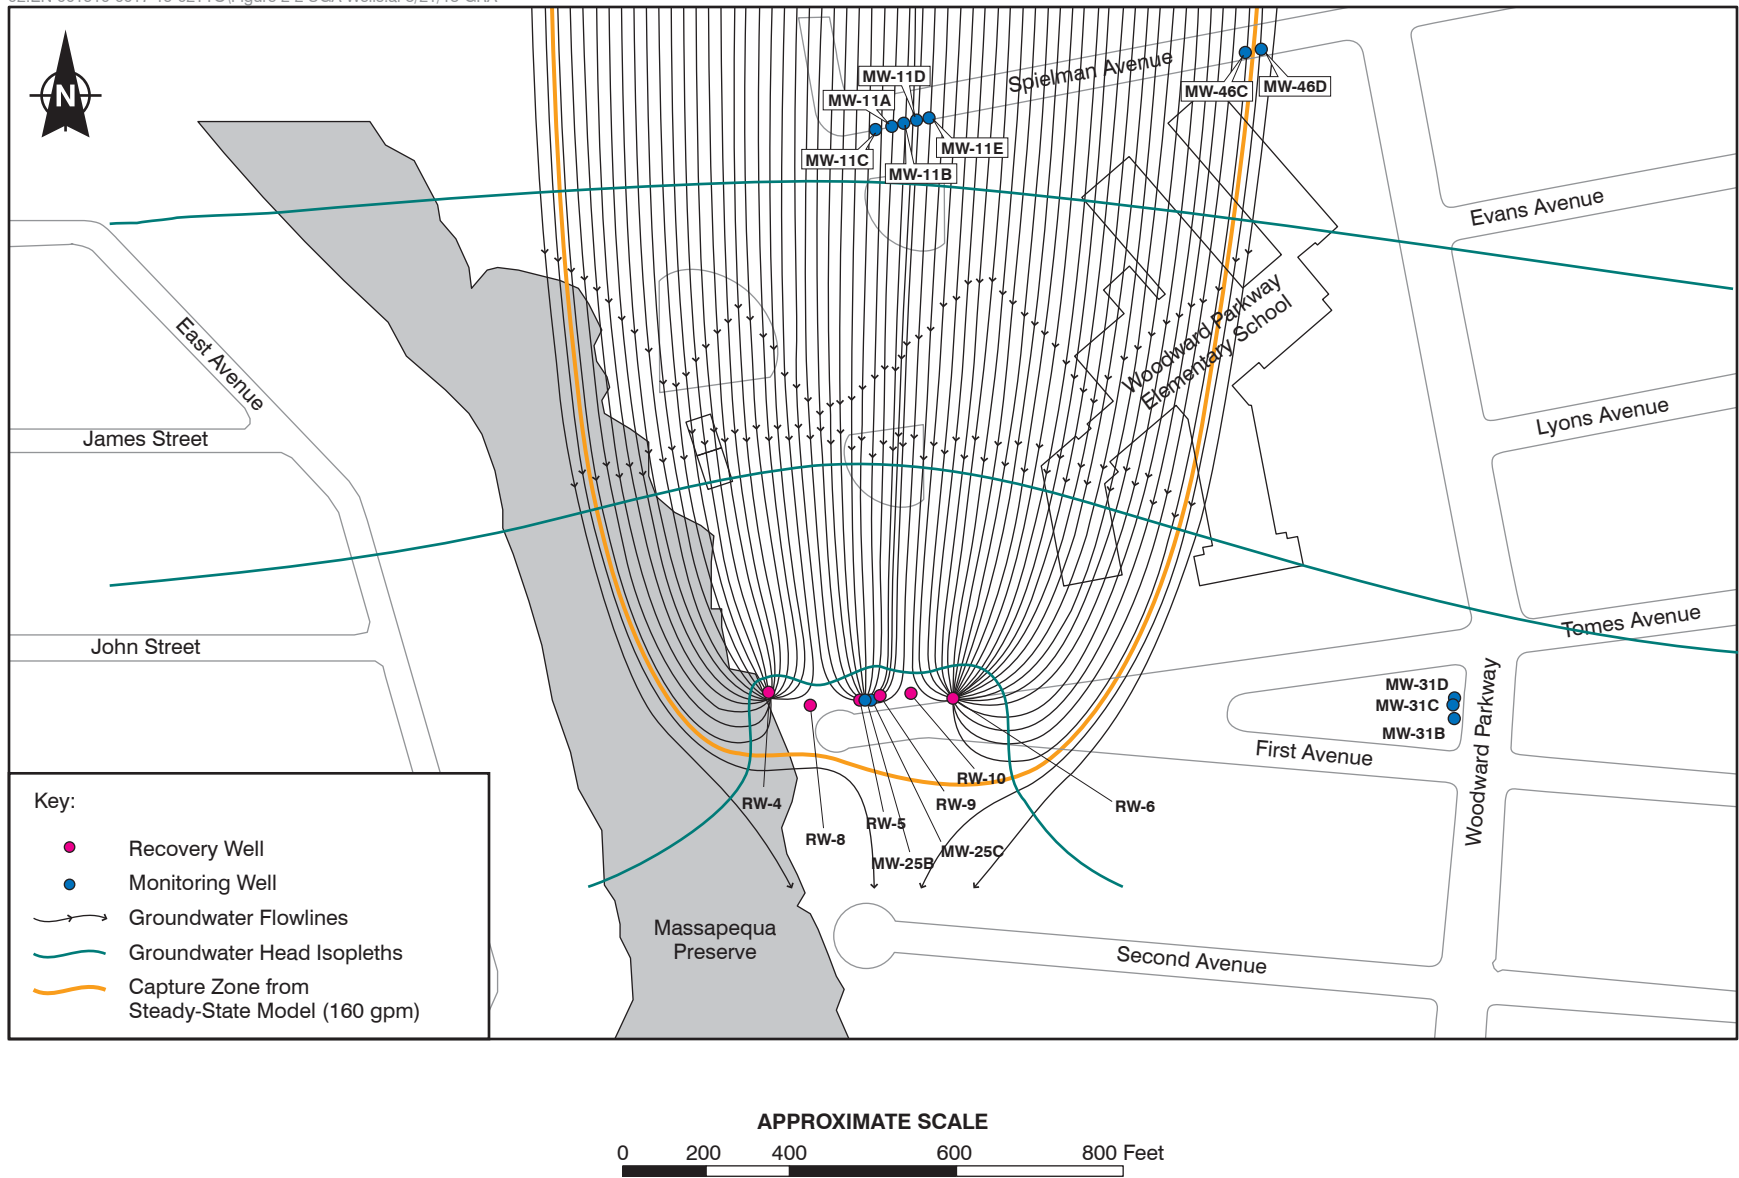 N
MW-11D
MW-11A
MW-11C
MW-11B
MW-11E
Spielman Avenue
MW-46C
MW-46D
Evans Avenue
East Avenue
Woodward Parkway
Elementary School
Lyons Avenue
James Street
John Street
Tomes Avenue
MW-31D
MW-31C
MW-31B
Woodward Parkway
First Avenue
RW-4
RW-8
RW-5
MW-25B
MW-25C
RW-9
RW-10
RW-6
Key:
Recovery Well
Monitoring Well
Groundwater Flowlines
Groundwater Head Isopleths
Capture Zone from
Steady-State Model (160 gpm)
Massapequa
Preserve
Second Avenue
APPROXIMATE SCALE
0 200 400 600 800 Feet